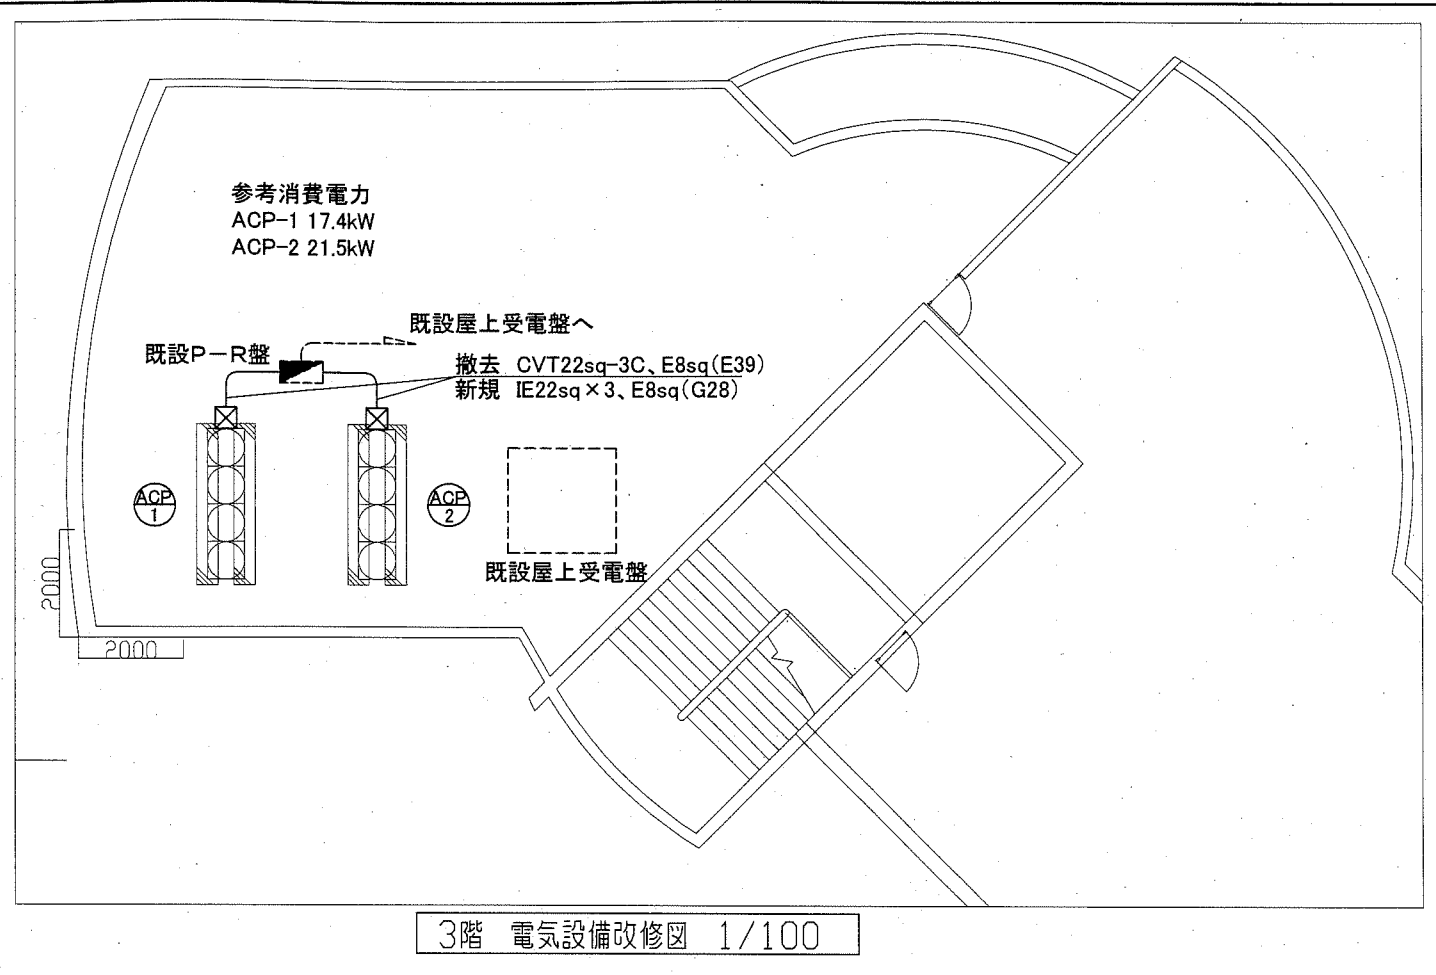 参考消費電力
ACP-1 17.4kW
ACP-2 21.5kW
既設屋上受電盤へ
既設P-R盤
撤去 CVT22sq-3C、E8sq(E39)
新規 IE22sq×3、E8sq(G28)
ACP
1
ACP
2
既設屋上受電盤
2000
2000
3階 電気設備改修図 1/100